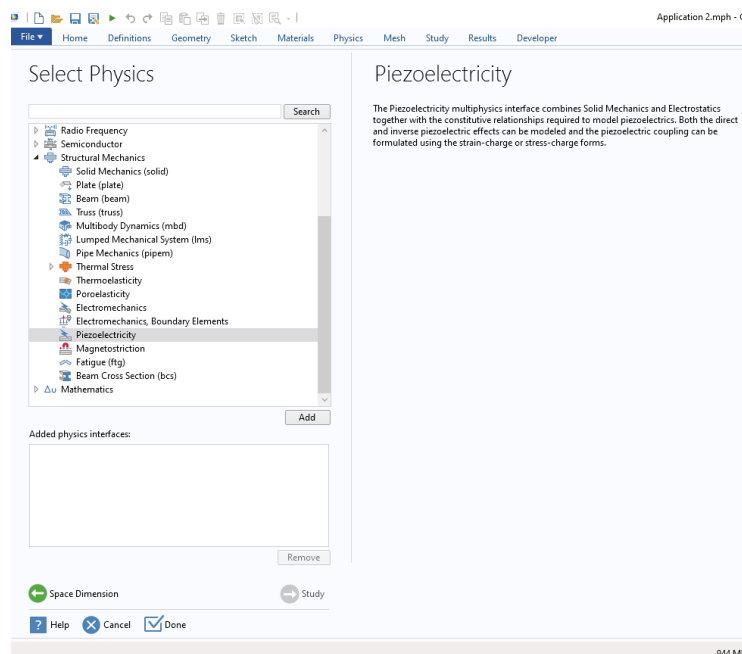 Application 2.mph - C
File
Home
Definitions
Geometry
Sketch
Materials
Physics
Mesh
Study
Results
Developer
Select Physics
Search
Radio Frequency
Semiconductor
Structural Mechanics
Solid Mechanics (solid)
Plate (plate)
Beam (beam)
Truss (truss)
Multibody Dynamics (mbd)
Lumped Mechanical System (lms)
Pipe Mechanics (pipem)
Thermal Stress
Thermoelasticity
Poroelasticity
Electromechanics
Electromechanics, Boundary Elements
Piezoelectricity
Magnetostriction
Fatigue (ftg)
Beam Cross Section (bcs)
Δu Mathematics
Add
Added physics interfaces:
Remove
Space Dimension
Study
? Help
Cancel
Done
Piezoelectricity
The Piezoelectricity multiphysics interface combines Solid Mechanics and Electrostatics
together with the constitutive relationships required to model piezoelectrics. Both the direct
and inverse piezoelectric effects can be modeled and the piezoelectric coupling can be
formulated using the strain-charge or stress-charge forms.